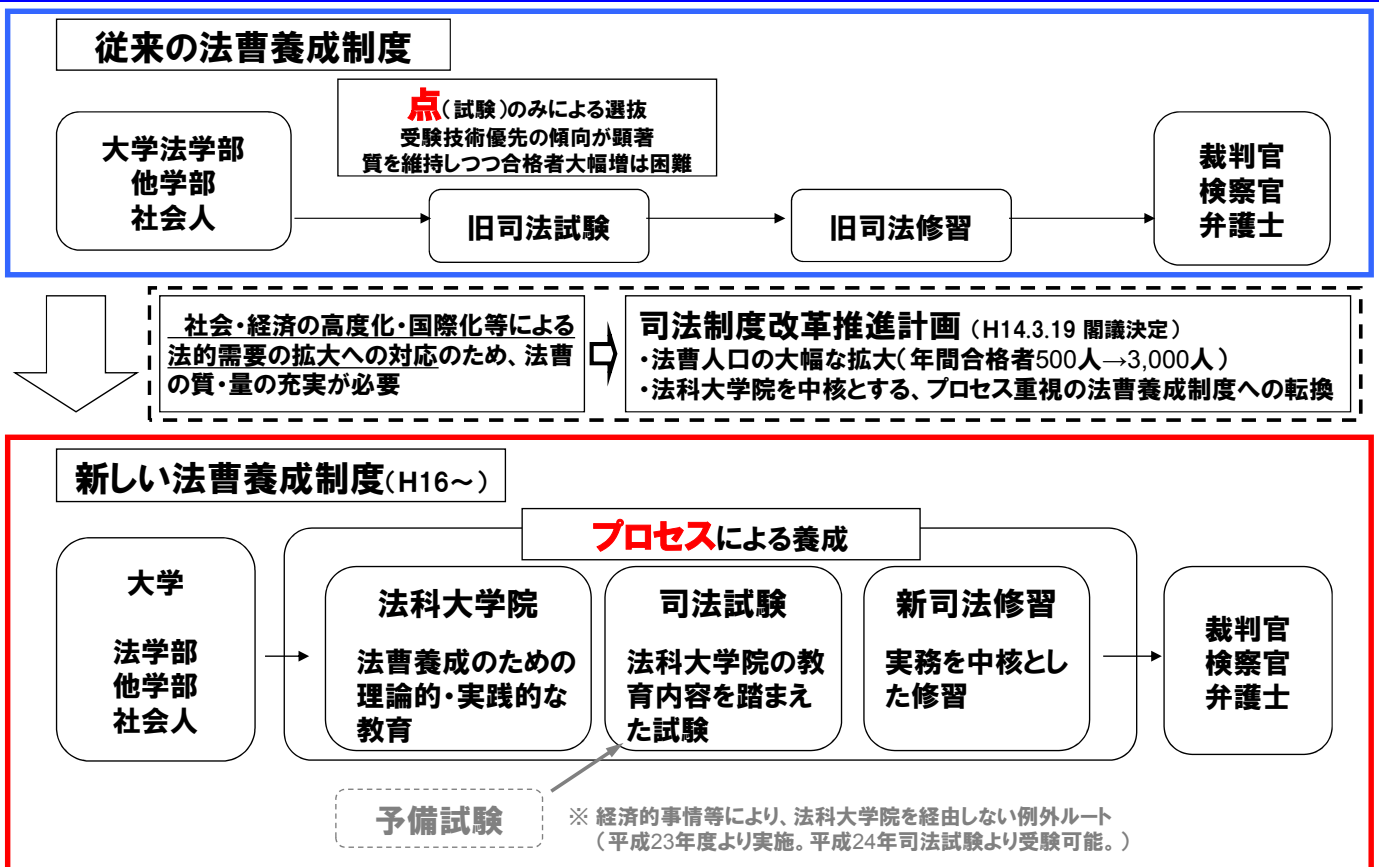 従来の法曹養成制度
点(試験)のみによる選抜
受験技術優先の傾向が顕著
質を維持しつつ合格者大幅増は困難
大学法学部
他学部
社会人
旧司法試験
旧司法修習
裁判官
検察官
弁護士
社会・経済の高度化・国際化等による
法的需要の拡大への対応のため、法曹
の質・量の充実が必要
司法制度改革推進計画(H14.3.19 閣議決定)
・法曹人口の大幅な拡大(年間合格者500人→3,000人)
・法科大学院を中核とする、プロセス重視の法曹養成制度への転換
新しい法曹養成制度(H16～)
プロセスによる養成
大学
法学部
他学部
社会人
法科大学院
法曹養成のための
理論的・実践的な
教育
司法試験
法科大学院の教
育内容を踏まえ
た試験
新司法修習
実務を中核とし
た修習
裁判官
検察官
弁護士
予備試験
※ 経済的事情等により、法科大学院を経由しない例外ルート
(平成23年度より実施。平成24年司法試験より受験可能。)